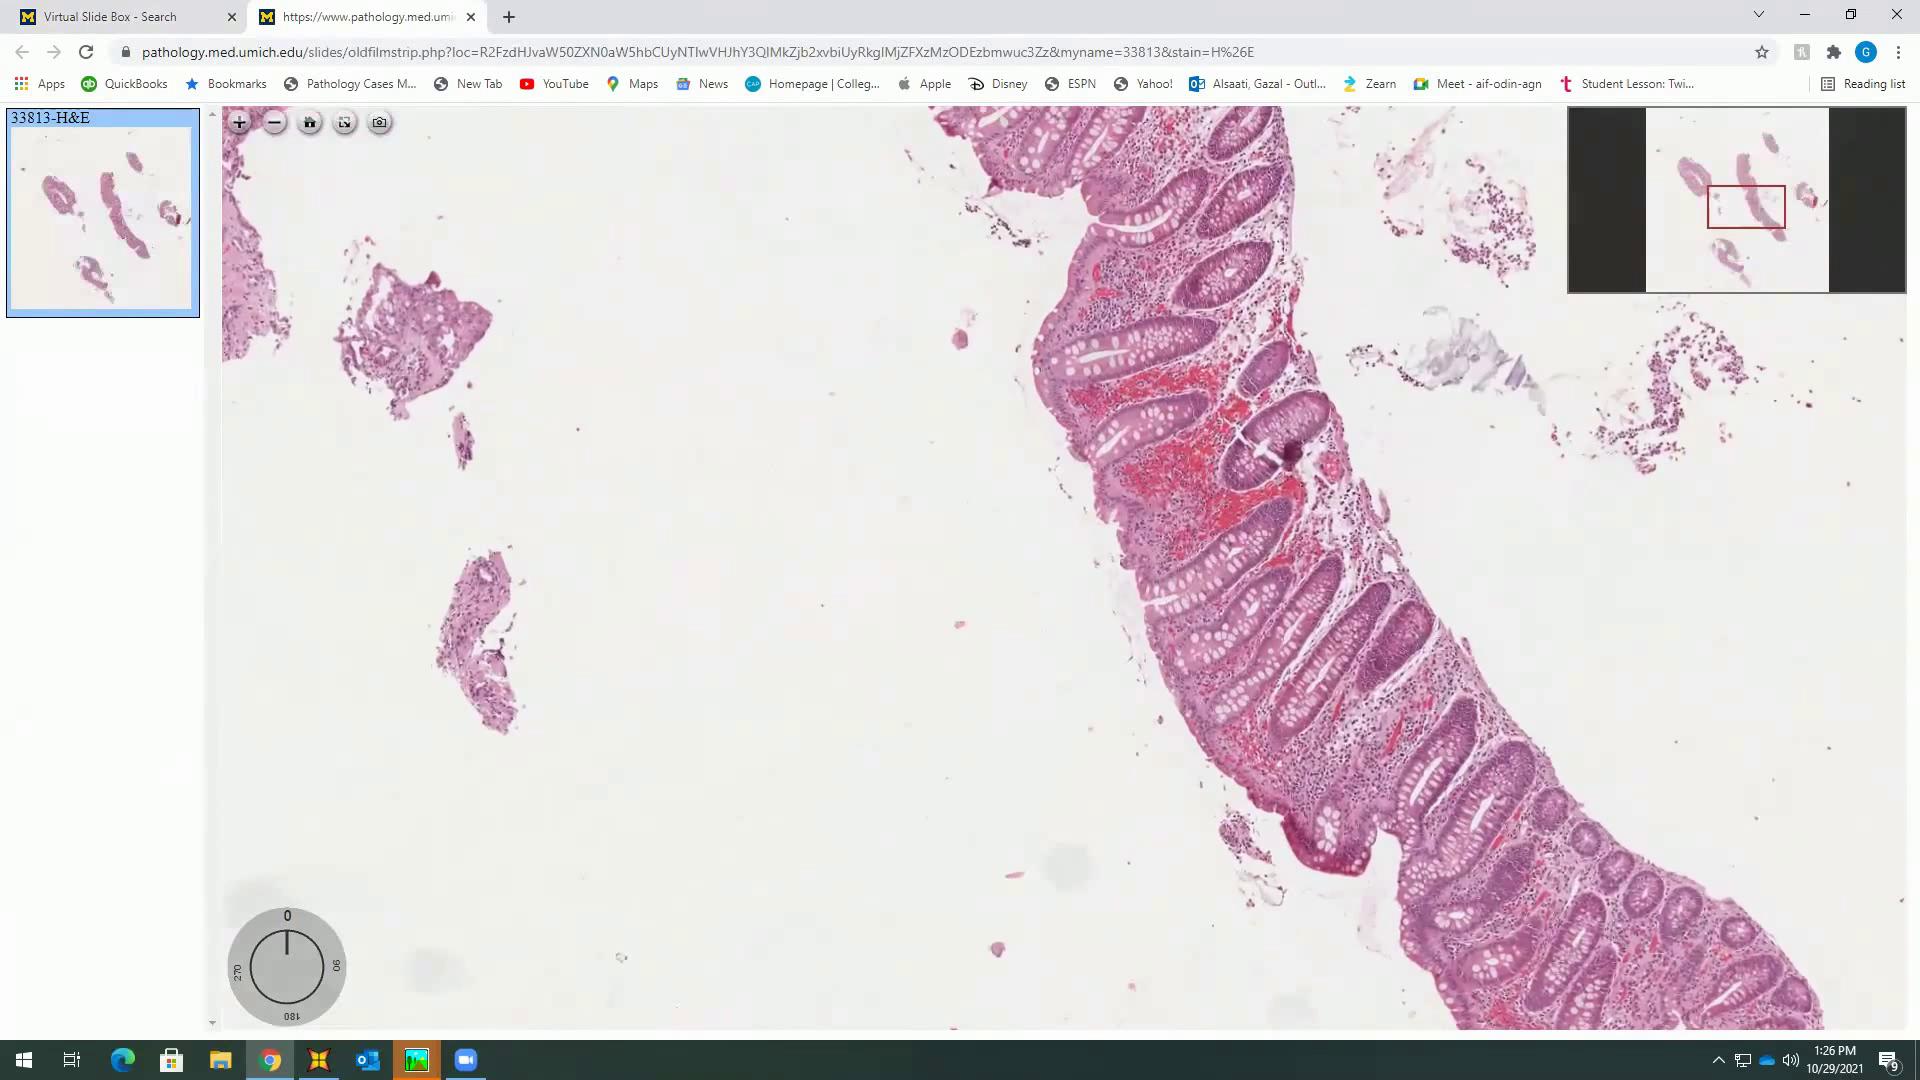 Virtual Slide Box - Search
https://www.pathology.med.umi
pathology.med.umich.edu/slides/oldfilmstrip.php?loc=R2FzdHJvaW50ZXN0aW5hbCUyNTIwVHJhY3QlMkZjb2xvbiUyRkglMjZFXzMzODEzbmwuc3Zz&myname=33813&stain=H%26E
G
Apps
QuickBooks
Bookmarks
Pathology Cases M...
New Tab
YouTube
Maps
News
Homepage | Colleg...
Apple
Disney
ESPN
Yahoo!
Alsaati, Gazal - Outl...
Zearn
Meet - aif-odin-agn
Student Lesson: Twi...
Reading list
33813-H&E
0
90
180
270
1:26 PM
10/29/2021
9